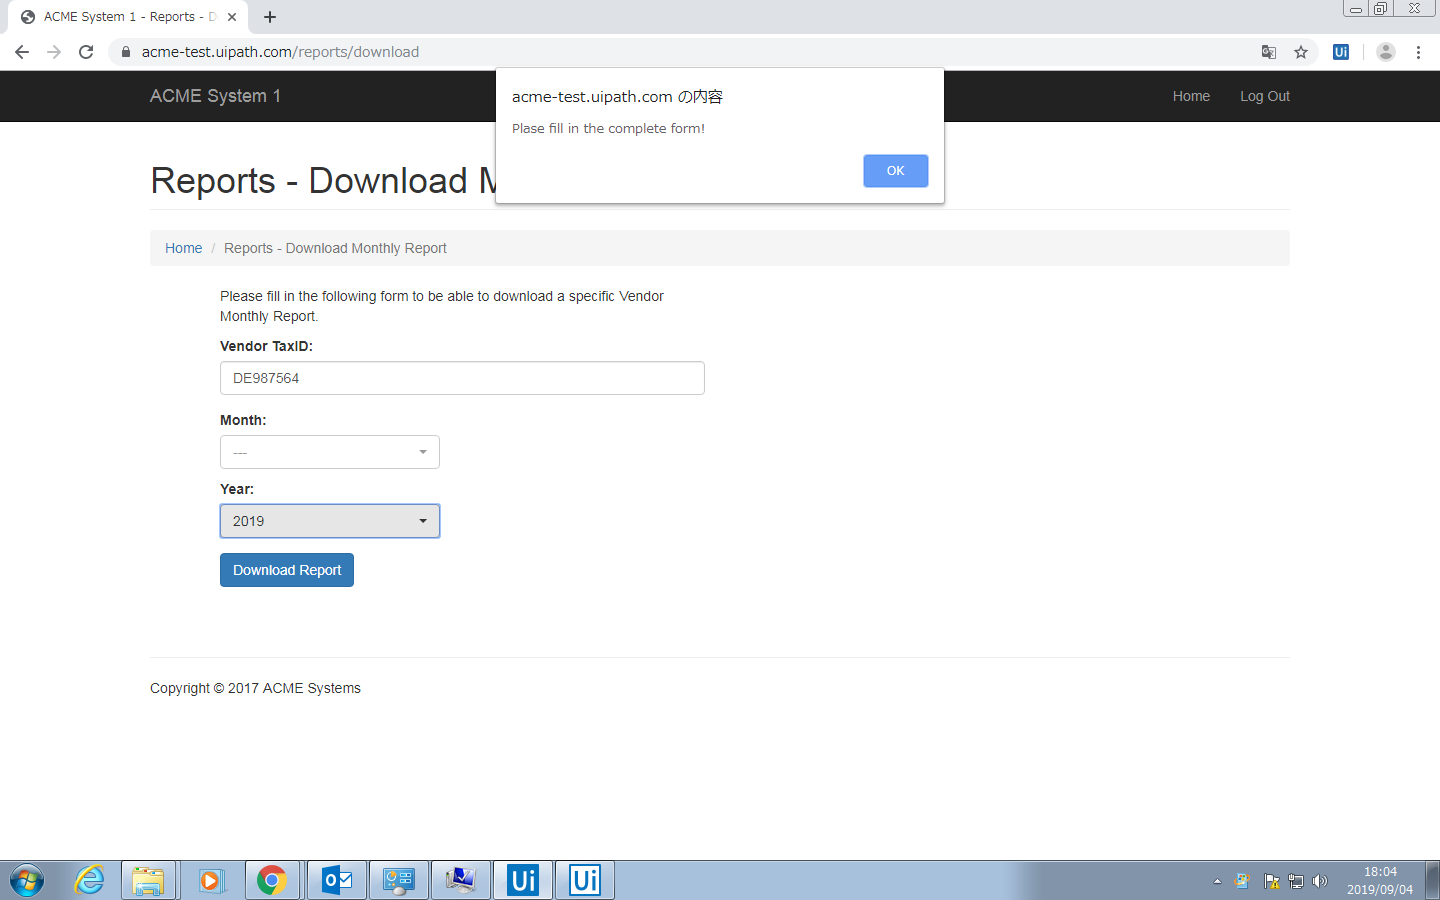 ACME System 1 - Reports - D
acme-test.uipath.com/reports/download
Ui
ACME System 1
Home
Log Out
acme-test.uipath.com の内容
Plase fill in the complete form!
OK
Reports - Download M
Home / Reports - Download Monthly Report
Please fill in the following form to be able to download a specific Vendor
Monthly Report.
Vendor TaxID:
DE987564
Month:
---
Year:
2019
Download Report
Copyright © 2017 ACME Systems
Ui
Ui
18:04
2019/09/04